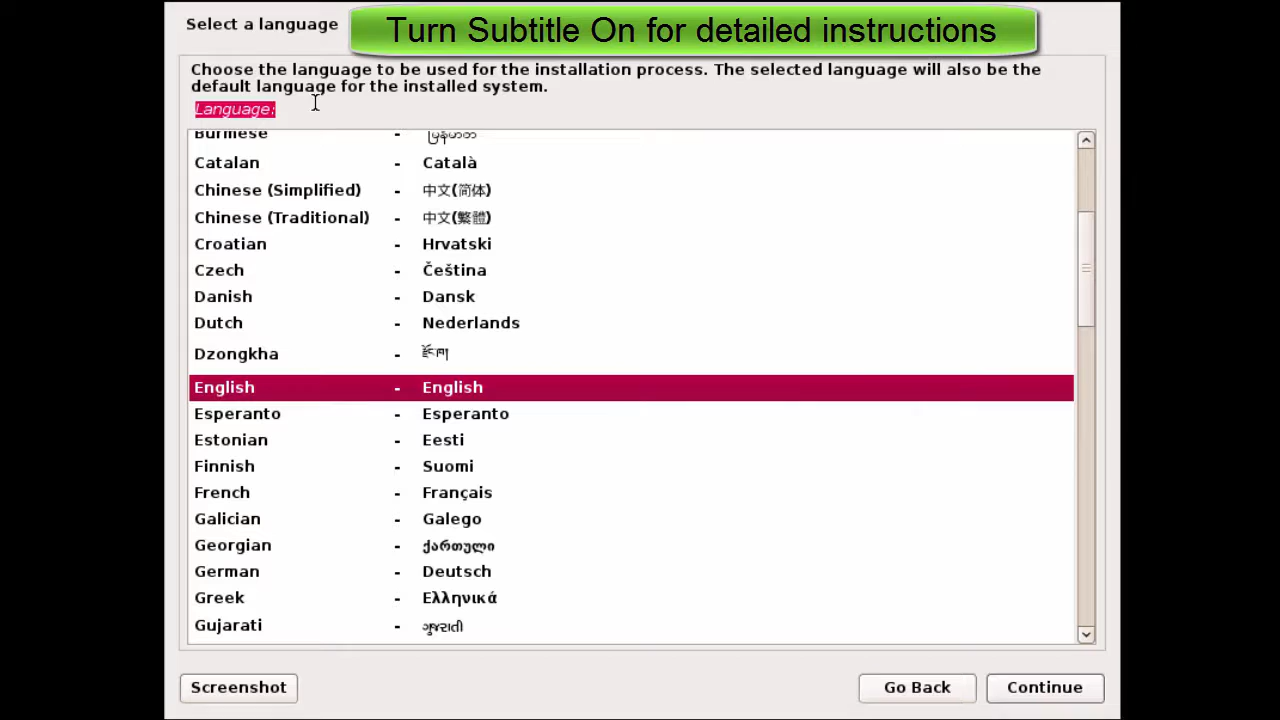 Select a language
Turn Subtitle On for detailed instructions
Choose the language to be used for the installation process. The selected language will also be the
default language for the installed system.
Language:
Burmese - မြန်မာစာ
Catalan - Català
Chinese (Simplified) - 中文(简体)
Chinese (Traditional) - 中文(繁體)
Croatian - Hrvatski
Czech - Čeština
Danish - Dansk
Dutch - Nederlands
Dzongkha - རྫོང་ཁ།
English - English
Esperanto - Esperanto
Estonian - Eesti
Finnish - Suomi
French - Français
Galician - Galego
Georgian - ქართული
German - Deutsch
Greek - Ελληνικά
Gujarati - ગુજરાતી
Screenshot Go Back Continue